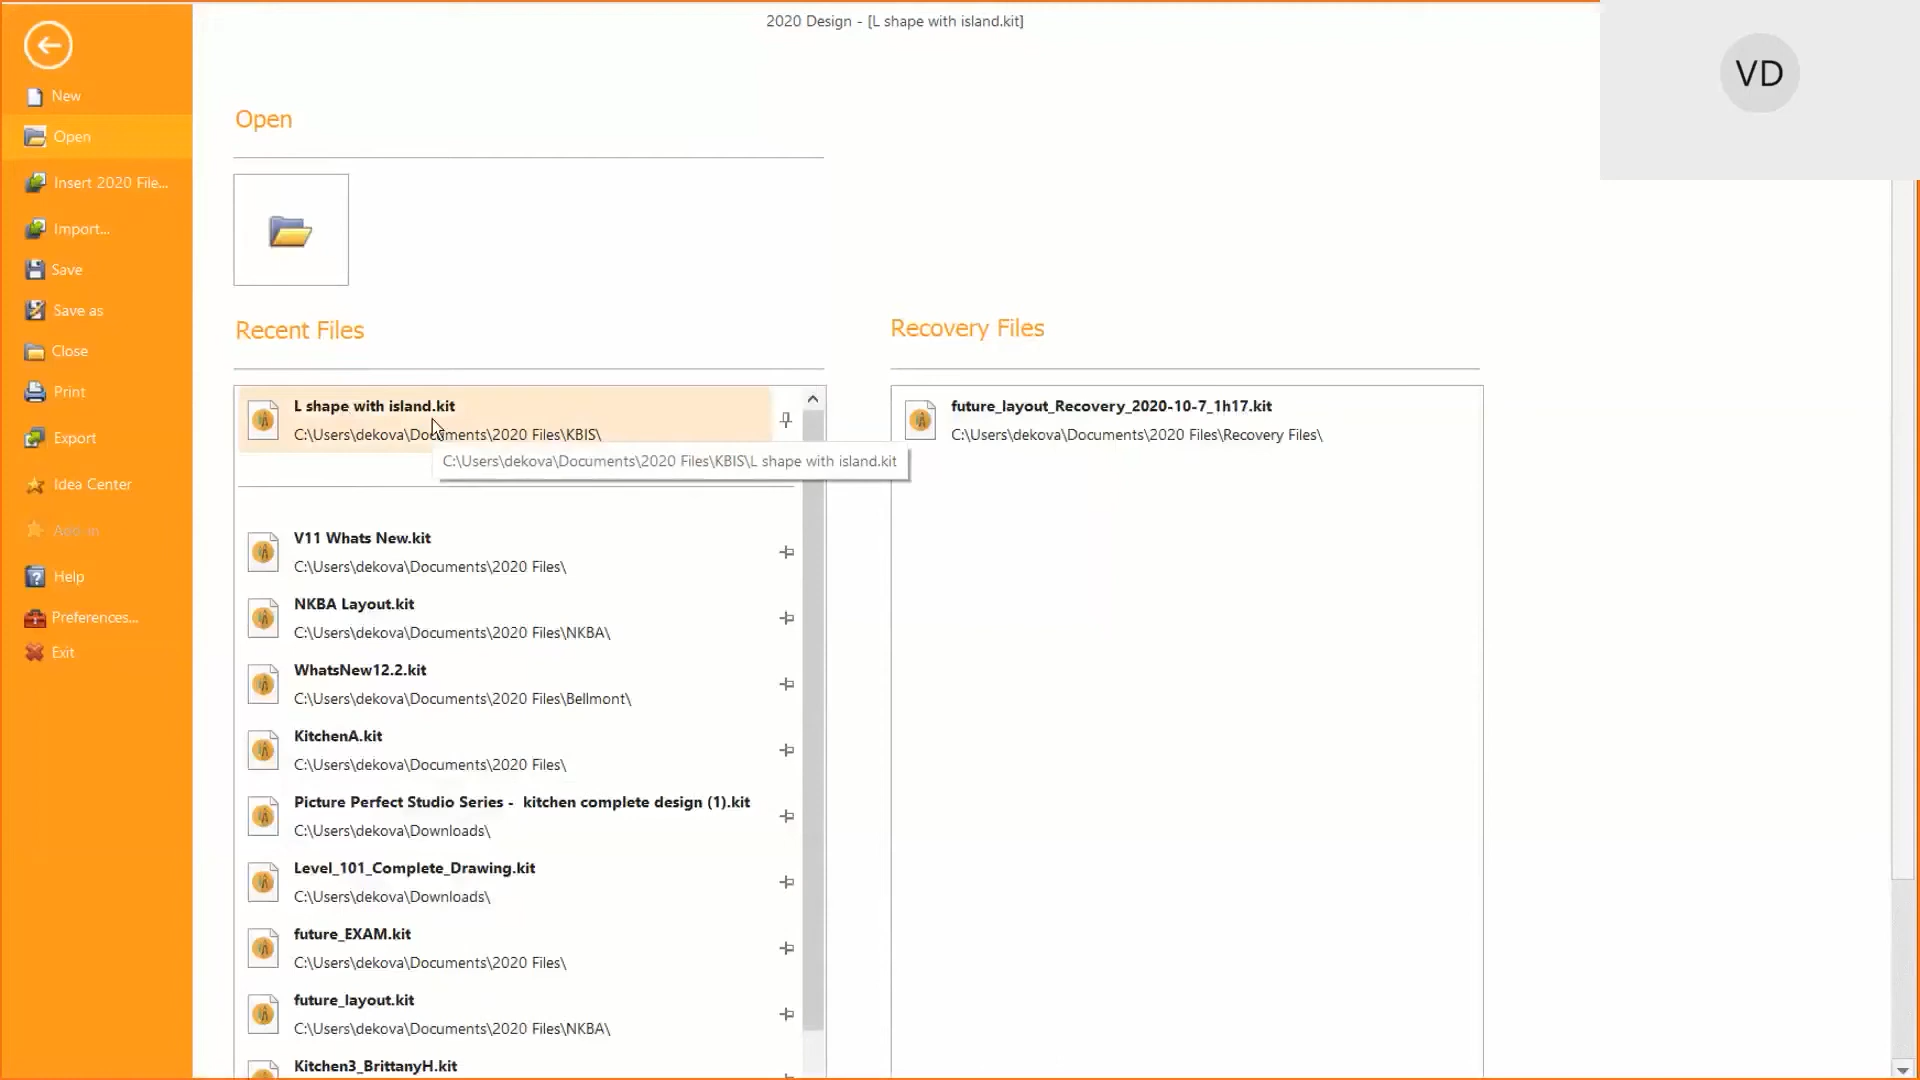 2020 Design - [L shape with island.kit]
VD
New
Open
Insert 2020 File...
Import...
Save
Save as
Close
Print
Export
Idea Center
Add-in
Help
Preferences...
Exit
Open
Recent Files
L shape with island.kit
C:\Users\dekova\Documents\2020 Files\KBIS\
C:\Users\dekova\Documents\2020 Files\KBIS\L shape with island.kit
V11 Whats New.kit
C:\Users\dekova\Documents\2020 Files\
NKBA Layout.kit
C:\Users\dekova\Documents\2020 Files\NKBA\
WhatsNew12.2.kit
C:\Users\dekova\Documents\2020 Files\Bellmont\
KitchenA.kit
C:\Users\dekova\Documents\2020 Files\
Picture Perfect Studio Series -  kitchen complete design (1).kit
C:\Users\dekova\Downloads\
Level_101_Complete_Drawing.kit
C:\Users\dekova\Downloads\
future_EXAM.kit
C:\Users\dekova\Documents\2020 Files\
future_layout.kit
C:\Users\dekova\Documents\2020 Files\NKBA\
Kitchen3_BrittanyH.kit
Recovery Files
future_layout_Recovery_2020-10-7_1h17.kit
C:\Users\dekova\Documents\2020 Files\Recovery Files\